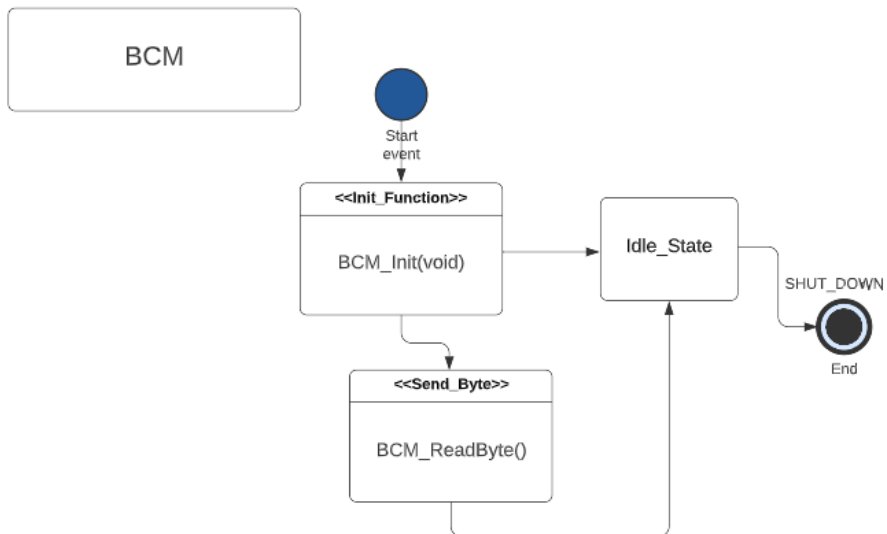 BCM
Start
event
<<Init_Function>>
BCM_Init(void)
Idle_State
SHUT_DOWN
End
<<Send_Byte>>
BCM_ReadByte()